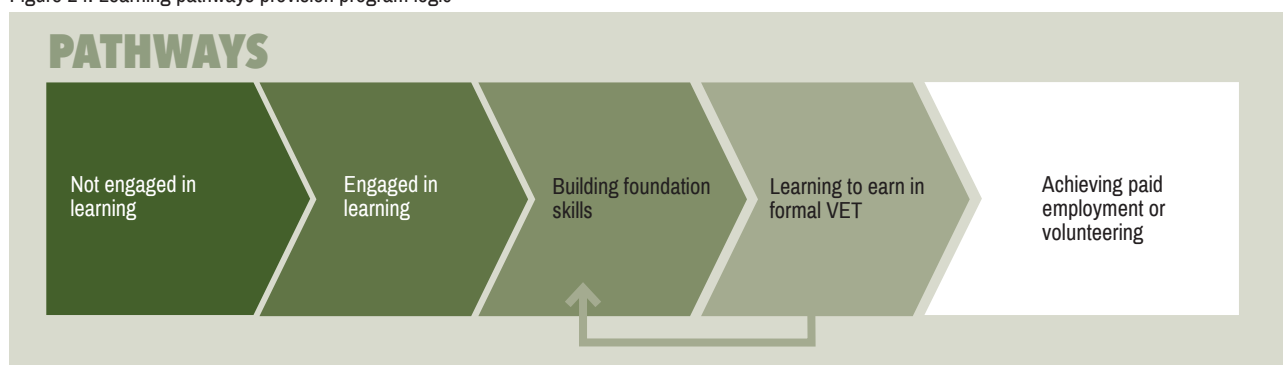 Figure Learning pathways provision program logic
PATHWAYS
Not engaged in
learning
Engaged in
learning
Building foundation
skills
Learning to earn in
formal VET
Achieving paid
employment or
volunteering